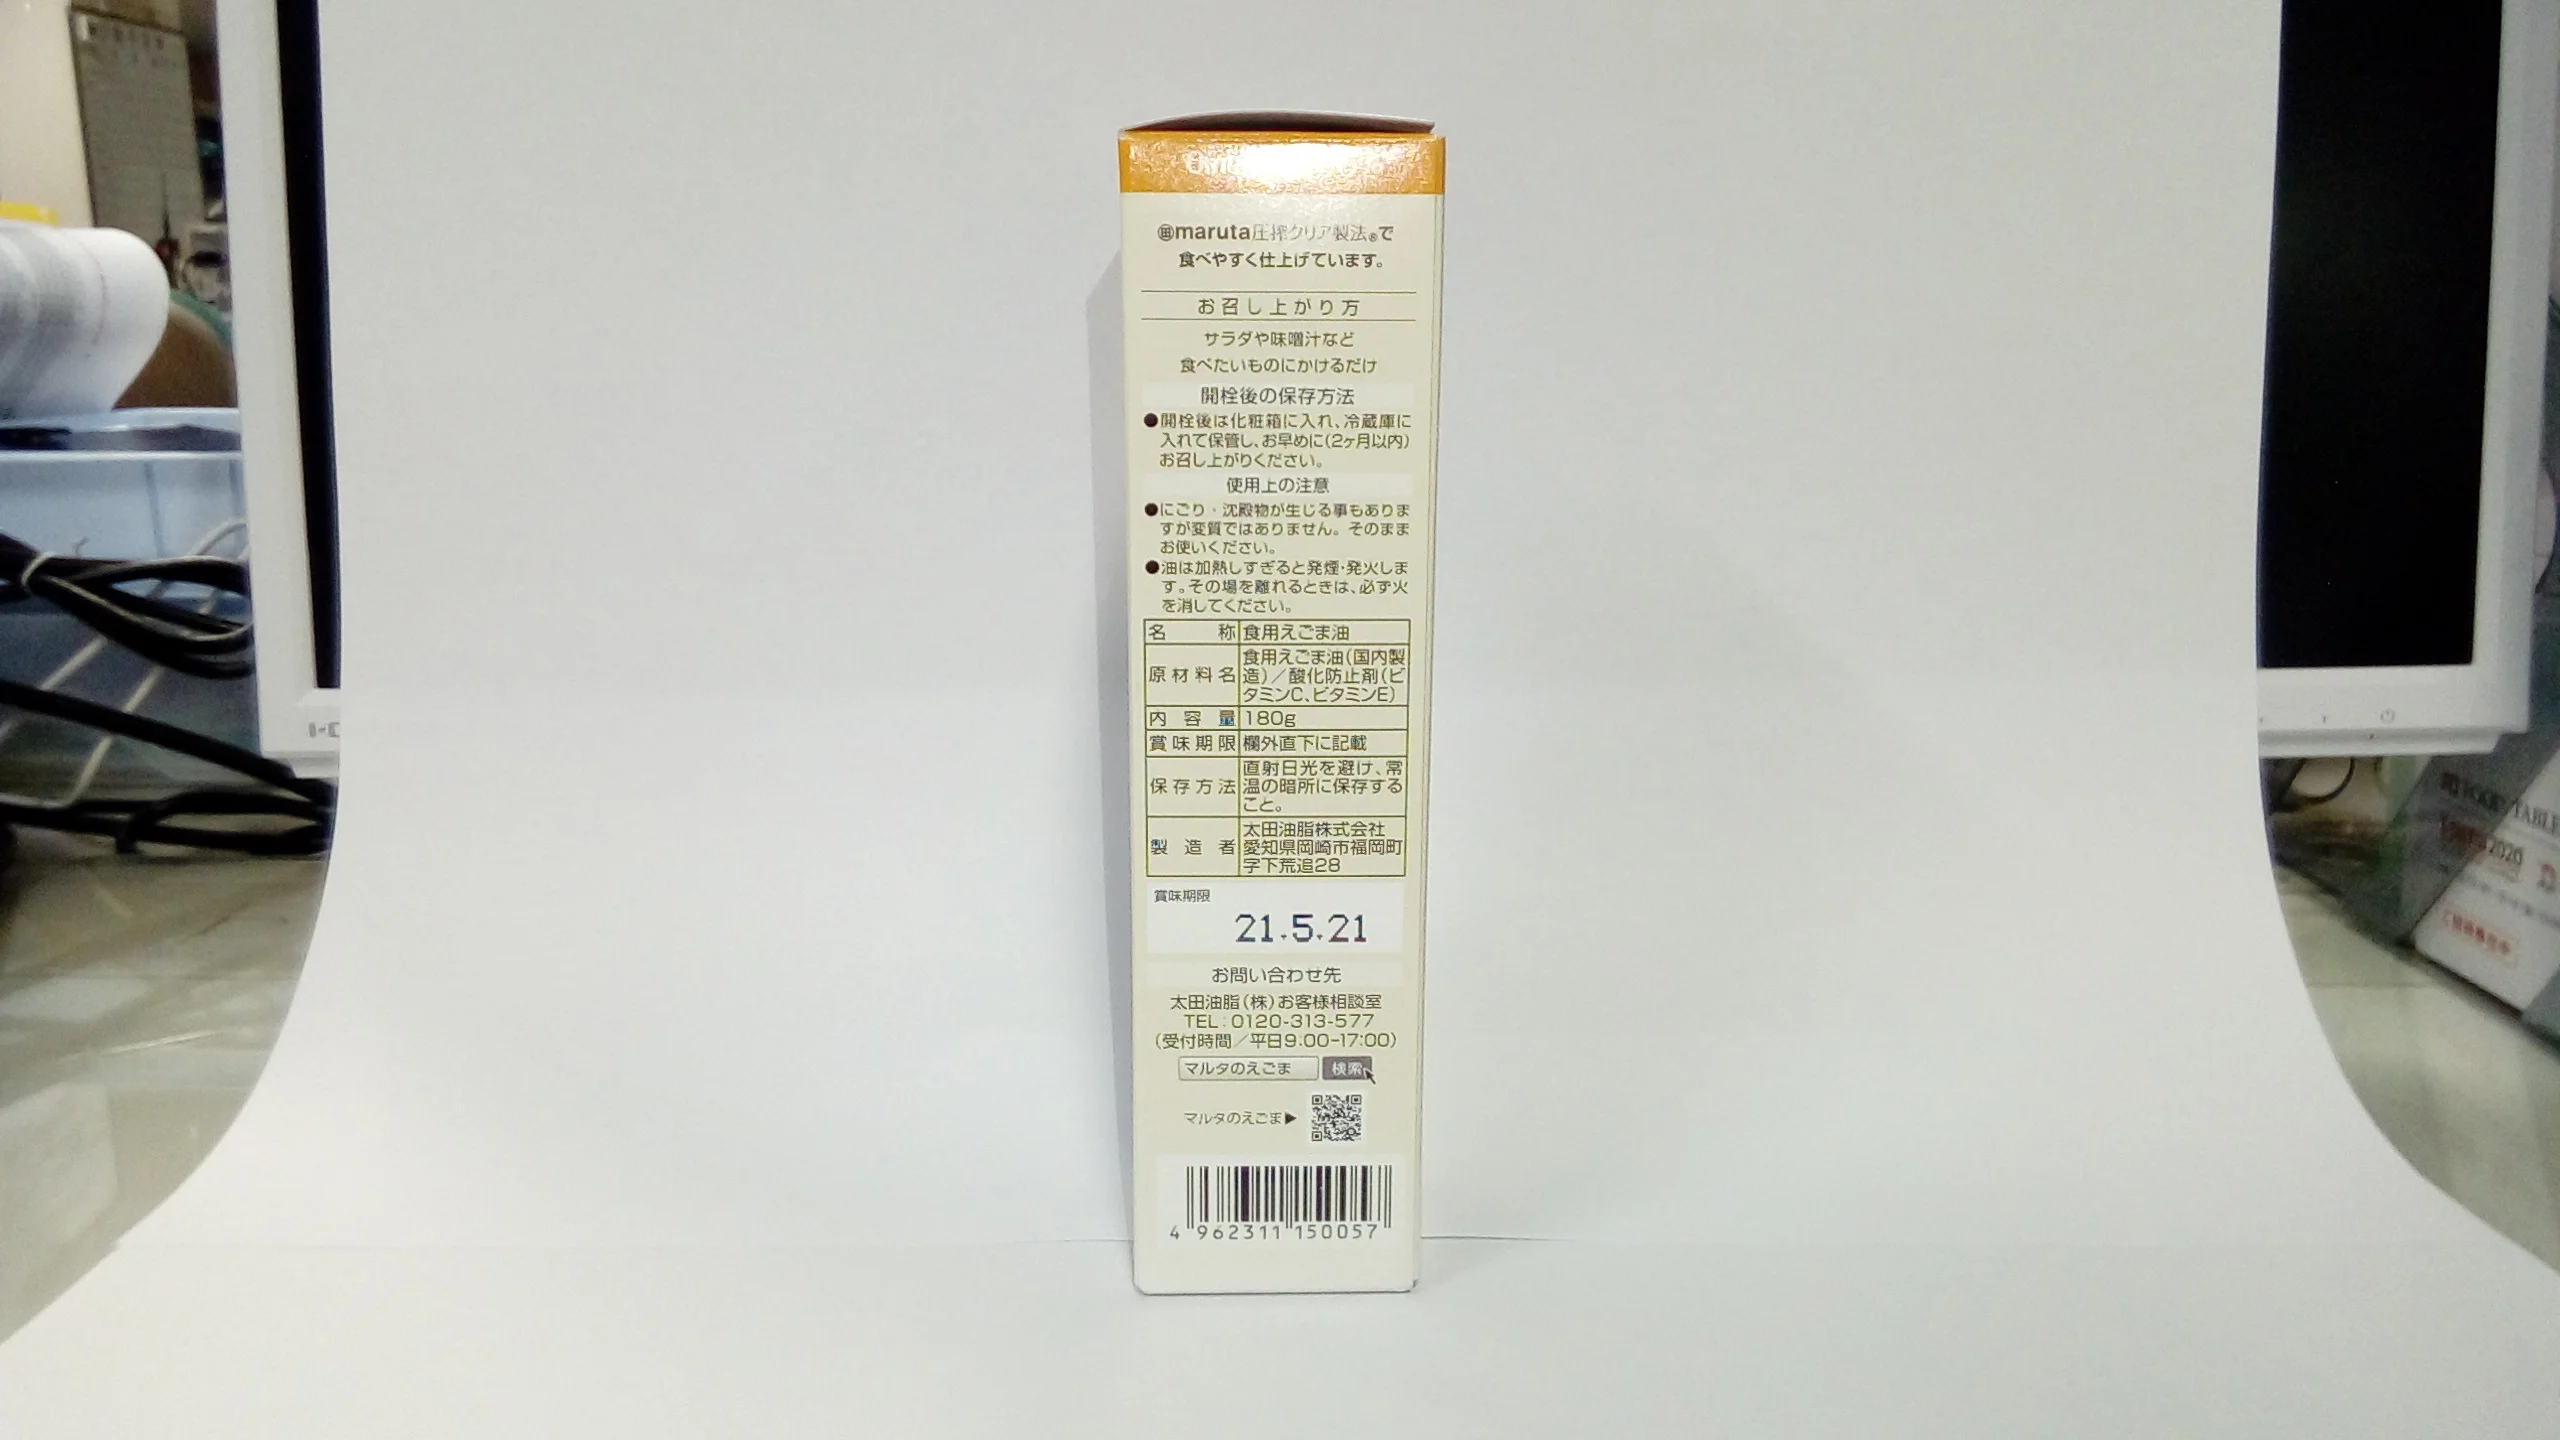 maruta圧搾クリア製法®で
食べやすく仕上げています。
お召し上がり方
サラダや味噌汁など
食べたいものにかけるだけ
開栓後の保存方法
●開栓後は化粧箱に入れ、冷蔵庫に
入れて保管し、お早めに(2ヶ月以内)
お召し上がりください。
使用上の注意
●にごり・沈殿物が生じる事もありま
すが変質ではありません。そのまま
お使いください。
●油は加熱しすぎると発煙・発火しま
す。その場を離れるときは、必ず火
を消してください。
名称 食用えごま油
原材料名 食用えごま油(国内製
造)/酸化防止剤(ビ
タミンC、ビタミンE)
内容量 180g
賞味期限 欄外直下に記載
保存方法 直射日光を避け、常
温の暗所に保存する
こと。
製造者 太田油脂株式会社
愛知県岡崎市福岡町
字下荒追28
賞味期限
21.5.21
お問い合わせ先
太田油脂(株)お客様相談室
TEL:0120-313-577
(受付時間/平日9:00-17:00)
マルタのえごま 検索
マルタのえごま▶
4 962311 150057
TABLE
2020